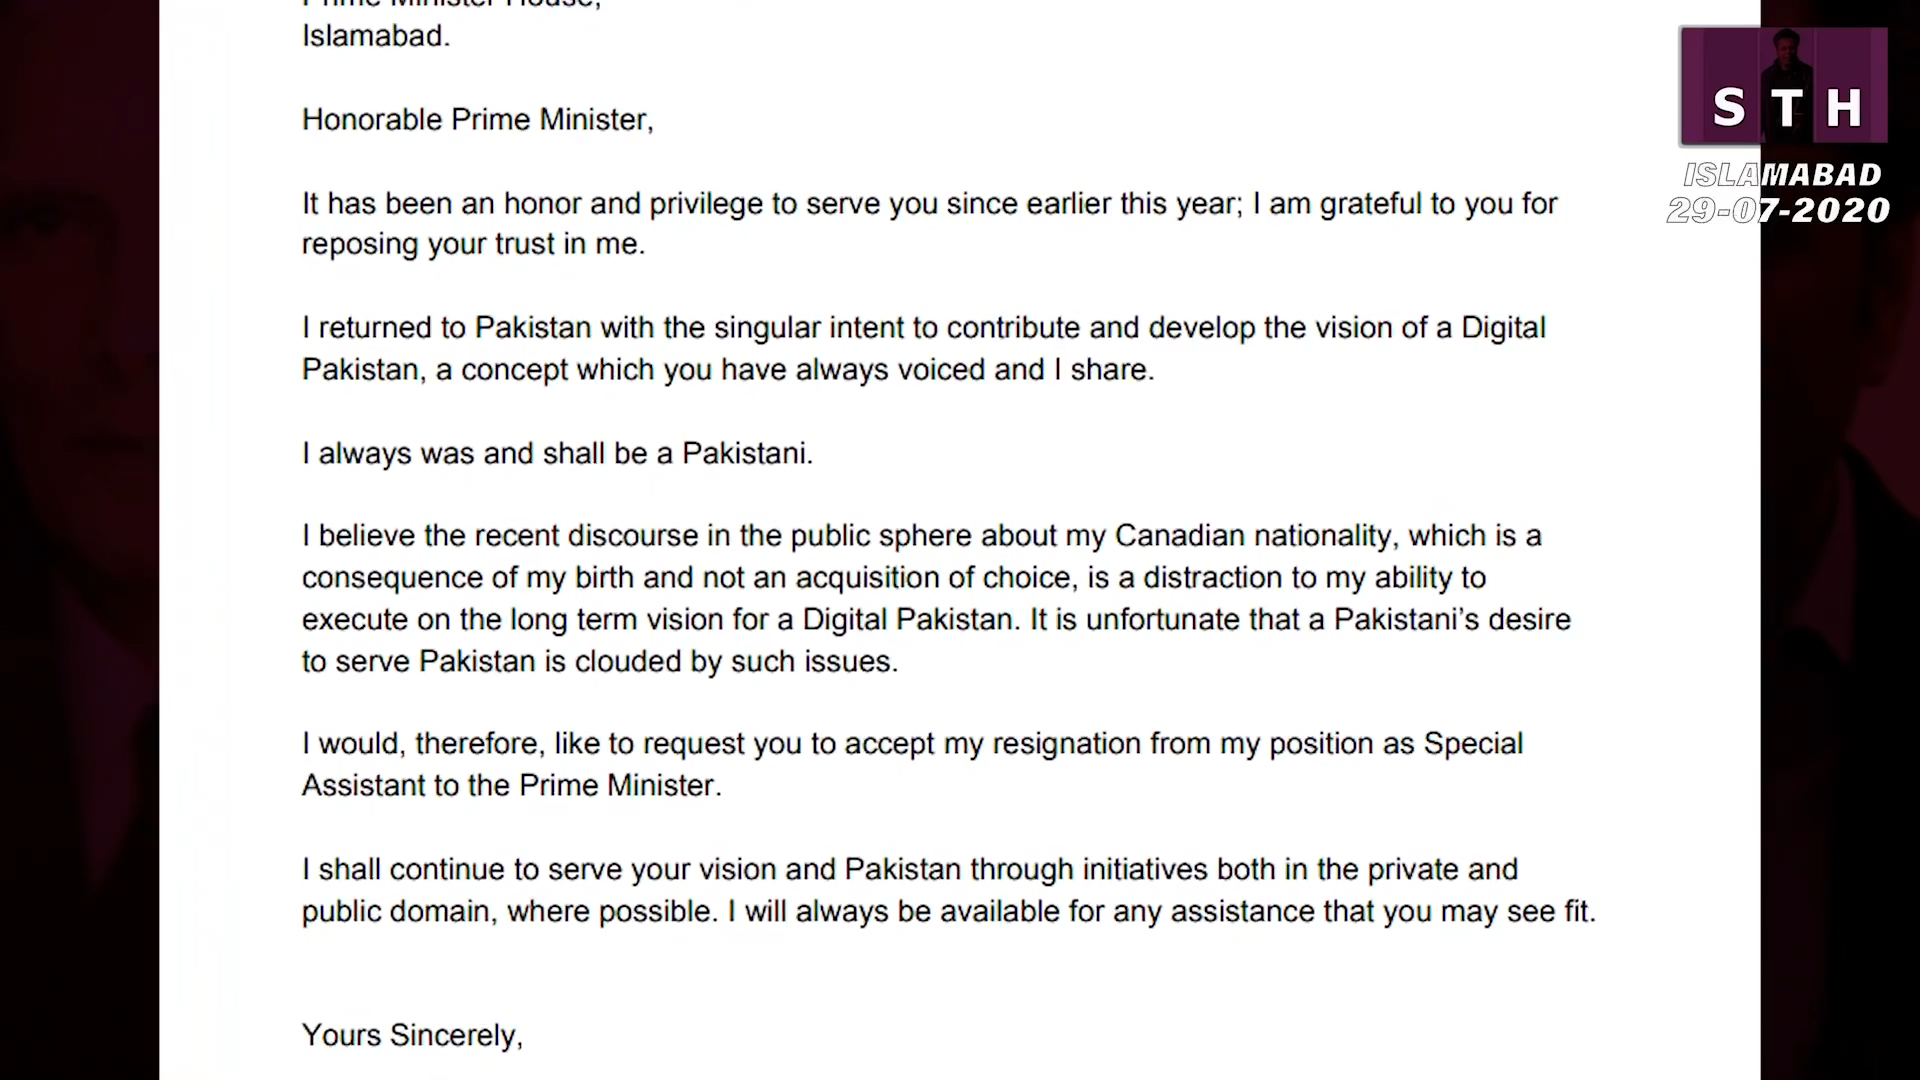 Prime Minister House,
Islamabad.
Honorable Prime Minister,
It has been an honor and privilege to serve you since earlier this year; I am grateful to you for
reposing your trust in me.
I returned to Pakistan with the singular intent to contribute and develop the vision of a Digital
Pakistan, a concept which you have always voiced and I share.
I always was and shall be a Pakistani.
I believe the recent discourse in the public sphere about my Canadian nationality, which is a
consequence of my birth and not an acquisition of choice, is a distraction to my ability to
execute on the long term vision for a Digital Pakistan. It is unfortunate that a Pakistani’s desire
to serve Pakistan is clouded by such issues.
I would, therefore, like to request you to accept my resignation from my position as Special
Assistant to the Prime Minister.
I shall continue to serve your vision and Pakistan through initiatives both in the private and
public domain, where possible. I will always be available for any assistance that you may see fit.
Yours Sincerely,
S T H
ISLAMABAD
29-07-2020